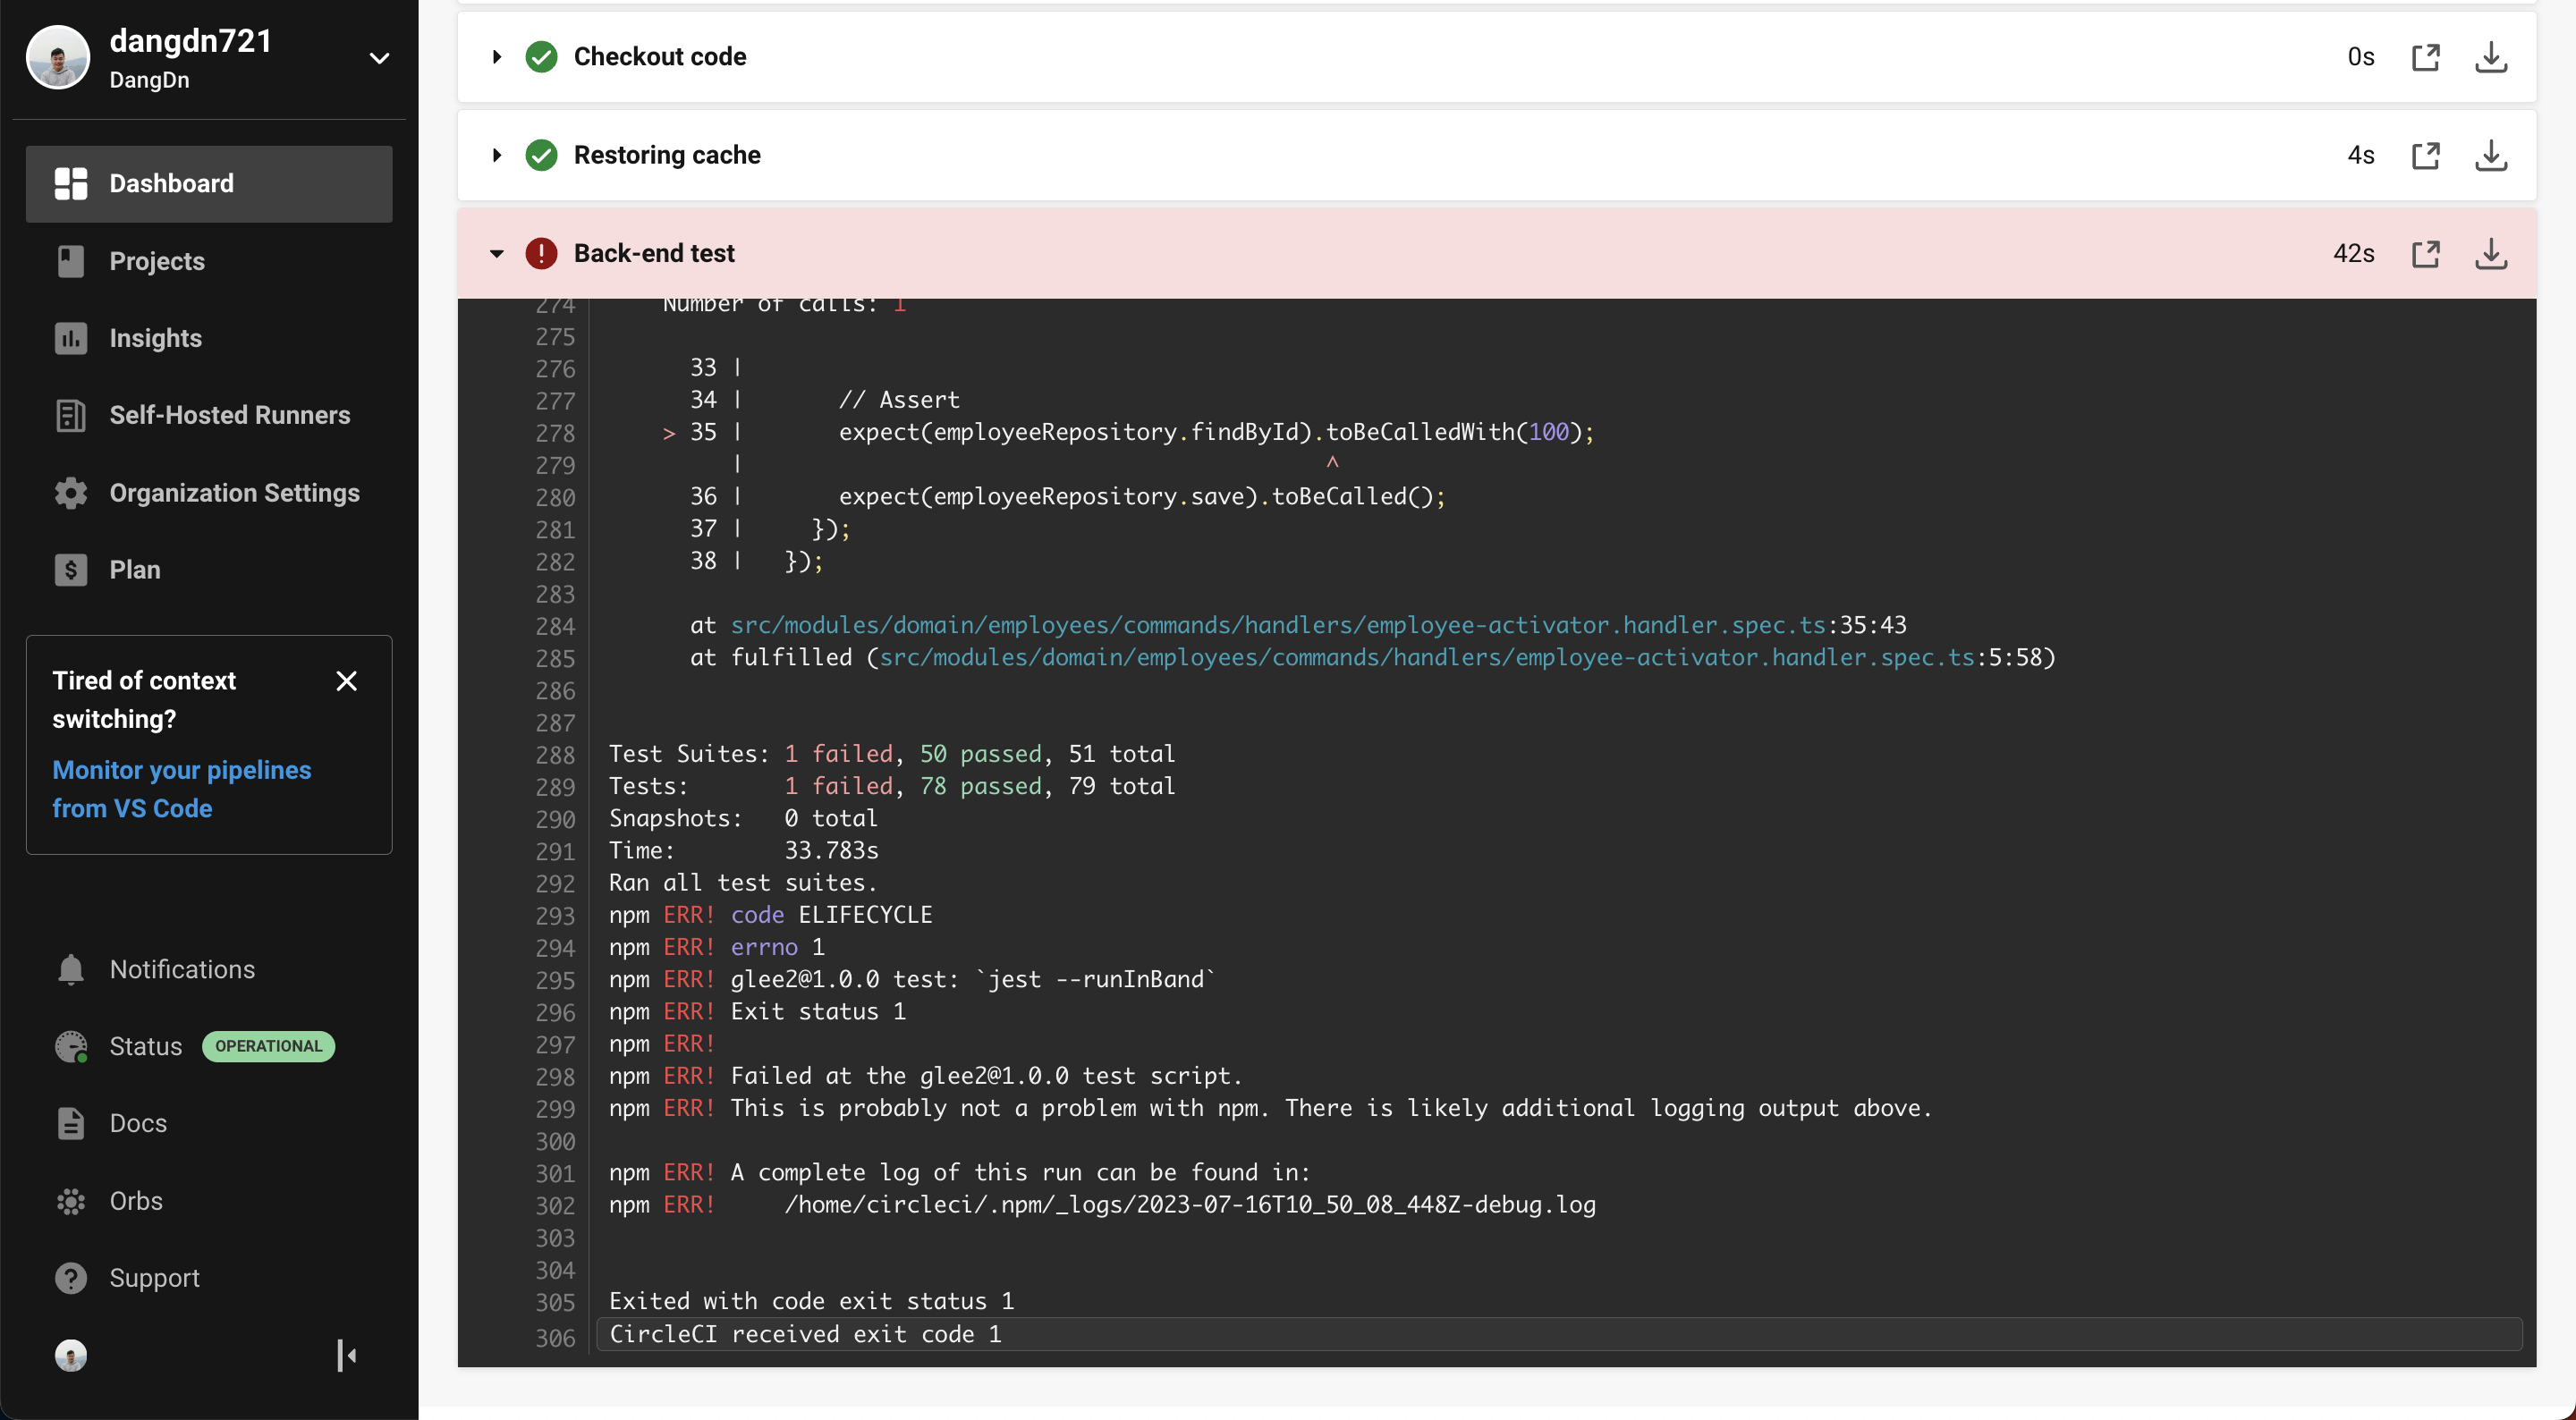 dangdn721
DangDn
Dashboard
Projects
Insights
Self-Hosted Runners
Organization Settings
Plan
Tired of context
switching?
Monitor your pipelines
from VS Code
Notifications
Status OPERATIONAL
Docs
Orbs
Support
Checkout code 0s
Restoring cache 4s
Back-end test 42s
274 Number of calls: 1
275
276 33 |
277 34 | // Assert
278 > 35 | expect(employeeRepository.findById).toBeCalledWith(100);
279 | ^
280 36 | expect(employeeRepository.save).toBeCalled();
281 37 | });
282 38 | });
283
284 at src/modules/domain/employees/commands/handlers/employee-activator.handler.spec.ts:35:43
285 at fulfilled (src/modules/domain/employees/commands/handlers/employee-activator.handler.spec.ts:5:58)
286
287
288 Test Suites: 1 failed, 50 passed, 51 total
289 Tests: 1 failed, 78 passed, 79 total
290 Snapshots: 0 total
291 Time: 33.783s
292 Ran all test suites.
293 npm ERR! code ELIFECYCLE
294 npm ERR! errno 1
295 npm ERR! glee2@1.0.0 test: `jest --runInBand`
296 npm ERR! Exit status 1
297 npm ERR!
298 npm ERR! Failed at the glee2@1.0.0 test script.
299 npm ERR! This is probably not a problem with npm. There is likely additional logging output above.
300
301 npm ERR! A complete log of this run can be found in:
302 npm ERR! /home/circleci/.npm/_logs/2023-07-16T10_50_08_448Z-debug.log
303
304
305 Exited with code exit status 1
306 CircleCI received exit code 1